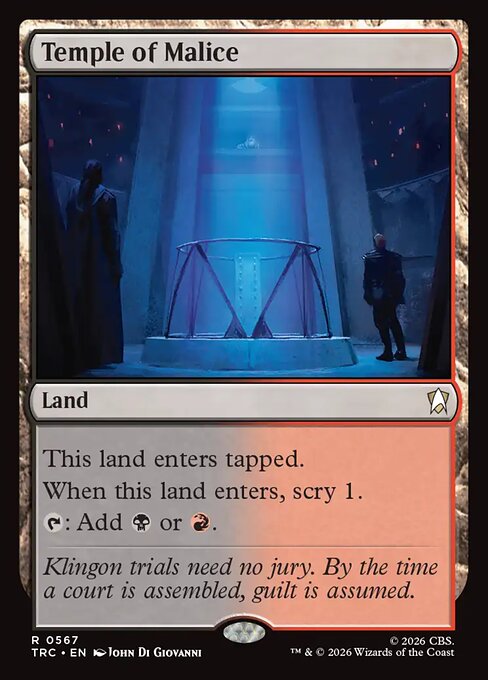 Temple of Malice
Land
This land enters tapped.
When this land enters, scry 1.
: Add or .
Klingon trials need no jury. By the time
a court is assembled, guilt is assumed.
R 0567
© 2026 CBS.
TRC • EN John Di Giovanni
™ & © 2026 Wizards of the Coast